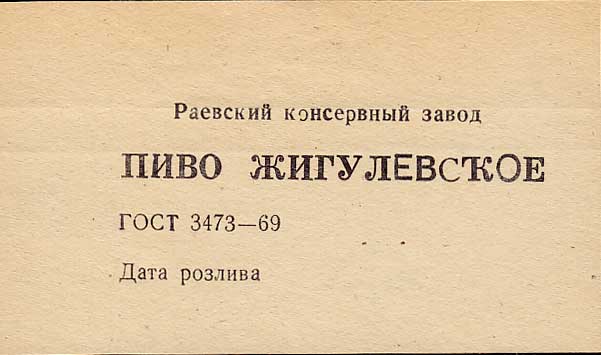 Раевский консервный завод
ПИВО ЖИГУЛЕВСКОЕ
ГОСТ 3473—69
Дата розлива